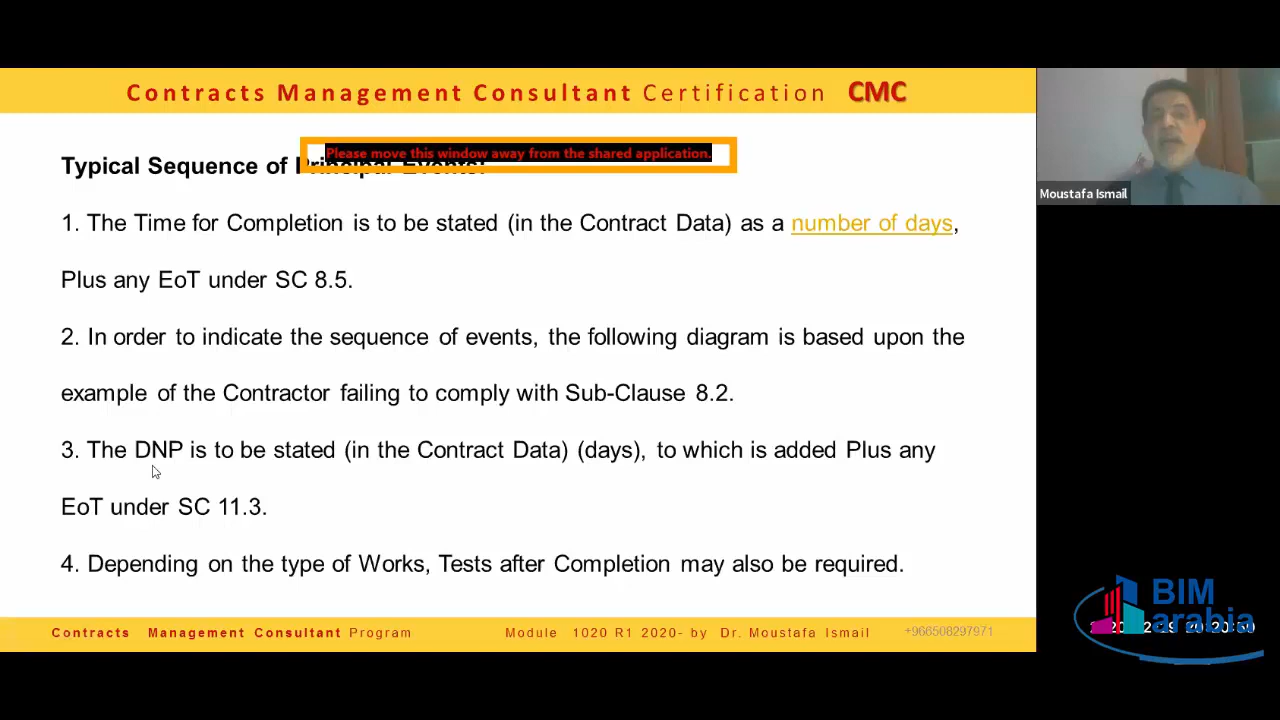 Contracts Management Consultant Certification CMC
Please move this window away from the shared application.
Typical Sequence of Principal Events:
Moustafa Ismail
1. The Time for Completion is to be stated (in the Contract Data) as a number of days,
Plus any EoT under SC 8.5.
2. In order to indicate the sequence of events, the following diagram is based upon the
example of the Contractor failing to comply with Sub-Clause 8.2.
3. The DNP is to be stated (in the Contract Data) (days), to which is added Plus any
EoT under SC 11.3.
4. Depending on the type of Works, Tests after Completion may also be required.
Contracts Management Consultant Program
Module 1020 R1 2020- by Dr. Moustafa Ismail
+966508297971
BIM
arabia